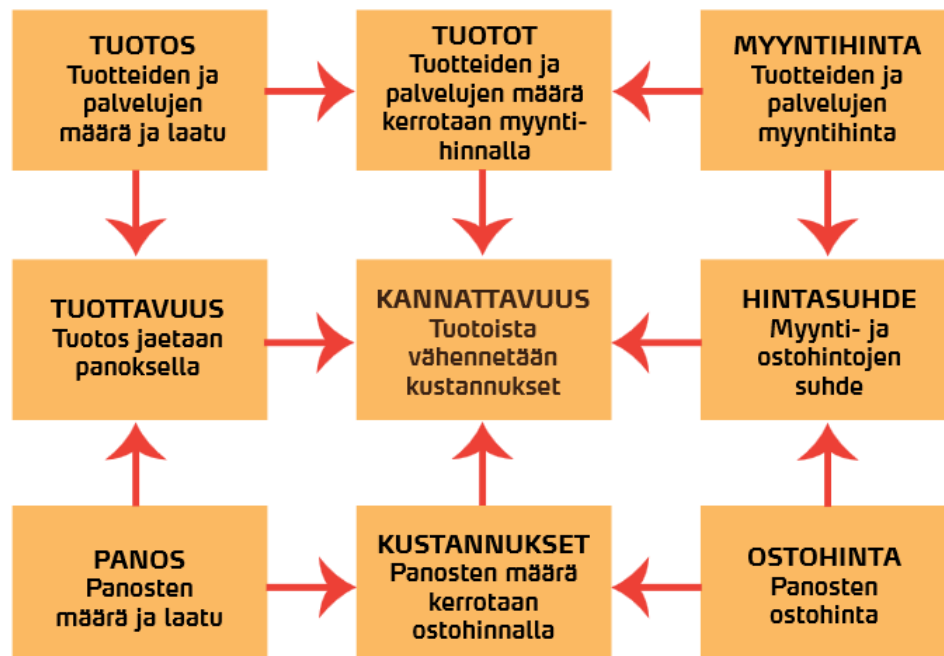 TUOTOS
Tuotteiden ja
palvelujen
määrä ja laatu
TUOTOT
Tuotteiden ja
palvelujen määrä
kerrotaan myynti-
hinnalla
MYYNTIHINTA
Tuotteiden ja
palvelujen
myyntihinta
TUOTTAVUUS
Tuotos jaetaan
panoksella
KANNATTAVUUS
Tuotoista
vähennetään
kustannukset
HINTASUHDE
Myynti- ja
ostohintojen
suhde
PANOS
Panosten
määrä ja laatu
KUSTANNUKSET
Panosten määrä
kerrotaan
ostohinnalla
OSTOHINTA
Panosten
ostohinta